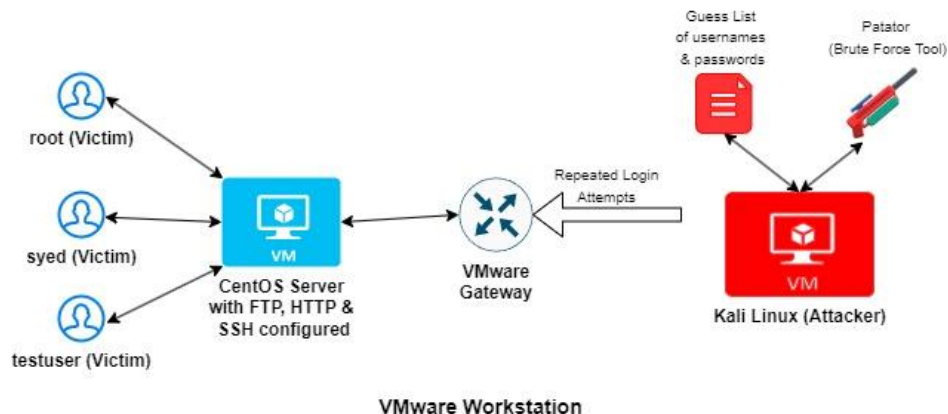 Guess List
of usernames
& passwords
Patator
(Brute Force Tool)
root (Victim)
Repeated Login
Attempts
syed (Victim)
VM
VMware
Gateway
VM
CentOS Server
with FTP, HTTP &
SSH configured
Kali Linux (Attacker)
testuser (Victim)
VMware Workstation